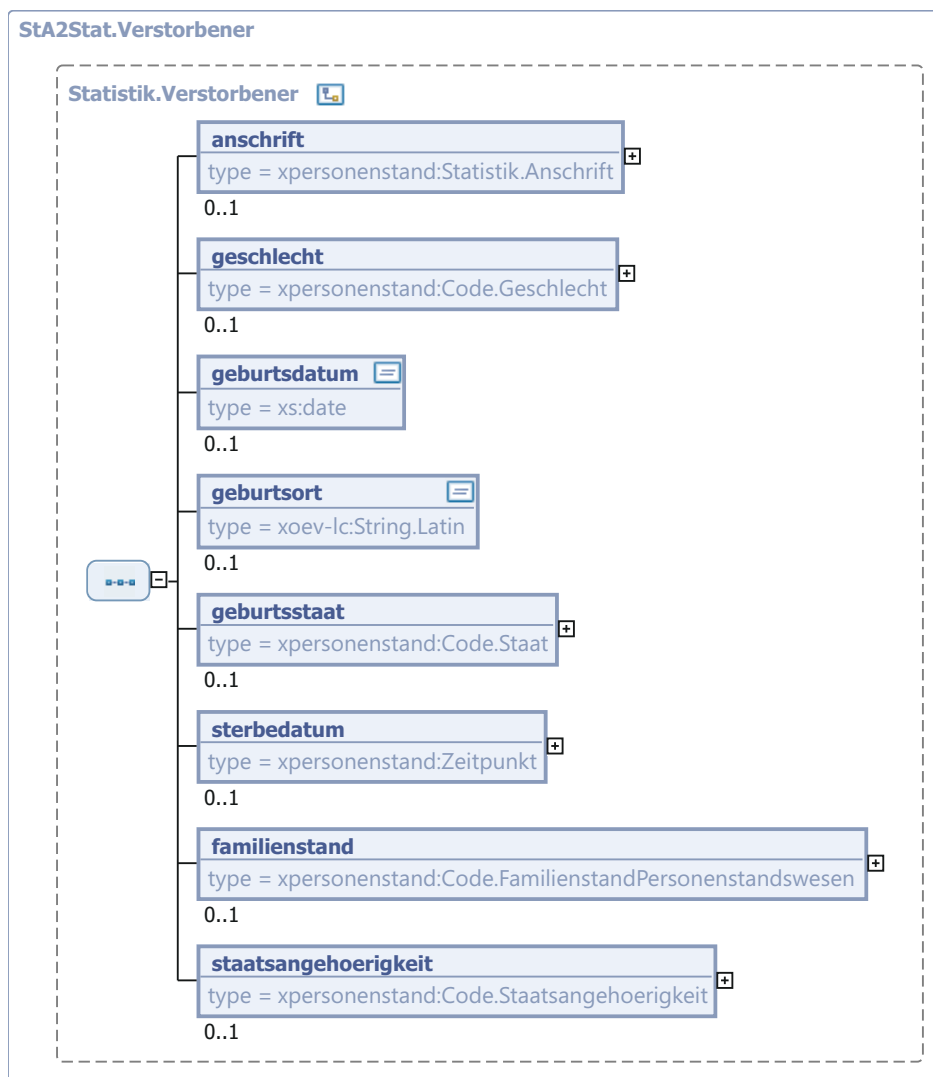 StA2Stat.Verstorbener
Statistik.Verstorbener
anschrift
type = xpersonenstand:Statistik.Anschrift
0..1
geschlecht
type = xpersonenstand:Code.Geschlecht
0..1
geburtsdatum
type = xs:date
0..1
geburtsort
type = xoev-lc:String.Latin
0..1
geburtsstaat
type = xpersonenstand:Code.Staat
0..1
sterbedatum
type = xpersonenstand:Zeitpunkt
0..1
familienstand
type = xpersonenstand:Code.FamilienstandPersonenstandswesen
0..1
staatsangehoerigkeit
type = xpersonenstand:Code.Staatsangehoerigkeit
0..1